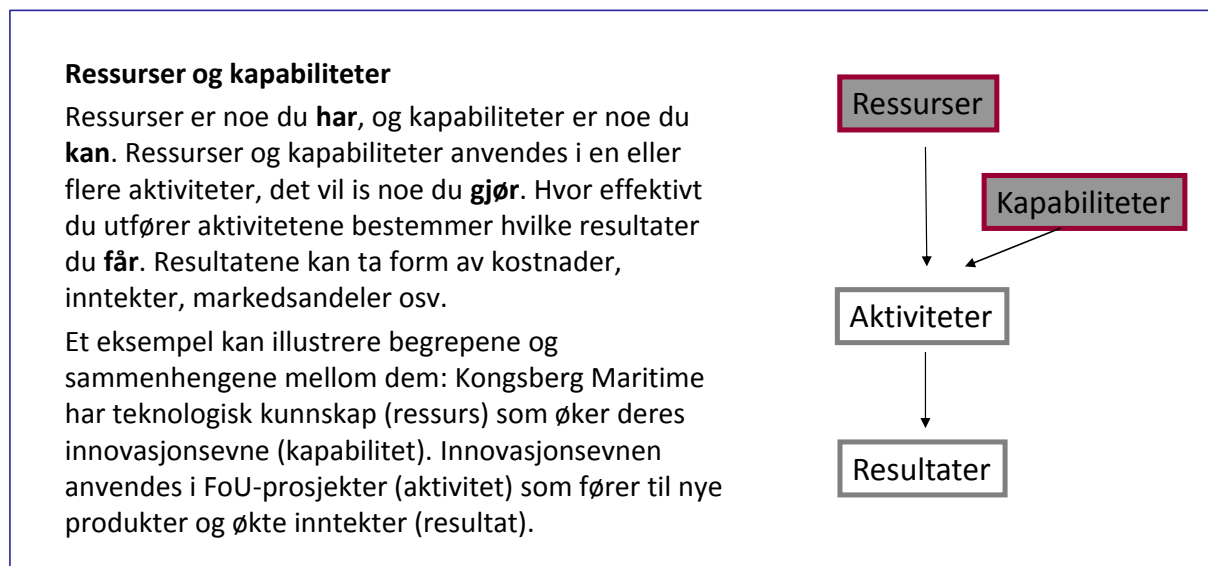 Ressurser og kapabiliteter
Ressurser er noe du har, og kapabiliteter er noe du
kan. Ressurser og kapabiliteter anvendes i en eller
flere aktiviteter, det vil is noe du gjør. Hvor effektivt
du utfører aktivitetene bestemmer hvilke resultater
du får. Resultatene kan ta form av kostnader,
inntekter, markedsandeler osv.
Et eksempel kan illustrere begrepene og
sammenhengene mellom dem: Kongsberg Maritime
har teknologisk kunnskap (ressurs) som øker deres
innovasjonsevne (kapabilitet). Innovasjonsevnen
anvendes i FoU-prosjekter (aktivitet) som fører til nye
produkter og økte inntekter (resultat).
Ressurser
Kapabiliteter
Aktiviteter
Resultater